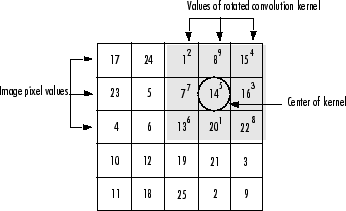 Values of rotated convolution kernel
17 24 1 2 8 9 15 4
Image pixel values 23 5 7 7 14 5 16 3
Center of kernel
4 6 13 6 20 1 22 8
10 12 19 21 3
11 18 25 2 9